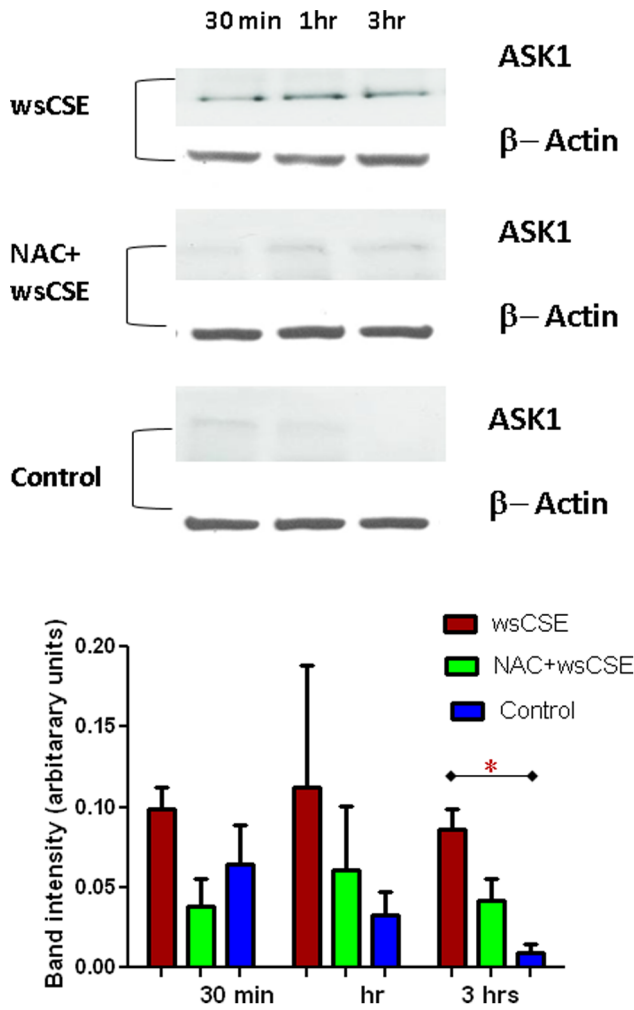 30 min 1hr 3hr
ASK1
wsCSE
β– Actin
ASK1
NAC+
wsCSE
β– Actin
ASK1
Control
β– Actin
wsCSE
NAC+wsCSE
Control
*
Band intensity (arbitarary units)
0.20
0.15
0.10
0.05
0.00
30 min hr 3 hrs